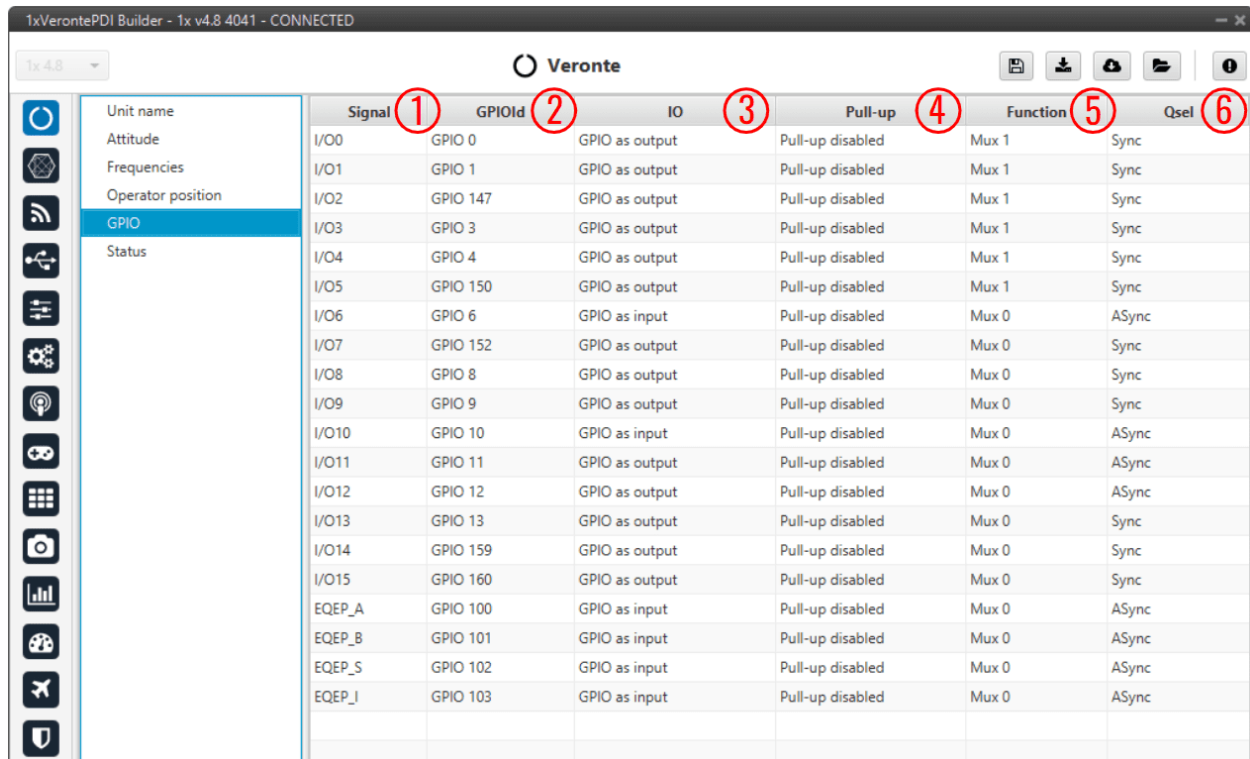 1xVerontePDI Builder - 1x v4.8 4041 - CONNECTED
1x 4.8
Veronte
Unit name
Attitude
Frequencies
Operator position
GPIO
Status
Signal 1 GPIOId 2 IO 3 Pull-up 4 Function 5 Qsel 6
I/O0 GPIO 0 GPIO as output Pull-up disabled Mux 1 Sync
I/O1 GPIO 1 GPIO as output Pull-up disabled Mux 1 Sync
I/O2 GPIO 147 GPIO as output Pull-up disabled Mux 1 Sync
I/O3 GPIO 3 GPIO as output Pull-up disabled Mux 1 Sync
I/O4 GPIO 4 GPIO as output Pull-up disabled Mux 1 Sync
I/O5 GPIO 150 GPIO as output Pull-up disabled Mux 1 Sync
I/O6 GPIO 6 GPIO as input Pull-up disabled Mux 0 ASync
I/O7 GPIO 152 GPIO as output Pull-up disabled Mux 0 Sync
I/O8 GPIO 8 GPIO as output Pull-up disabled Mux 0 Sync
I/O9 GPIO 9 GPIO as output Pull-up disabled Mux 0 Sync
I/O10 GPIO 10 GPIO as input Pull-up disabled Mux 0 ASync
I/O11 GPIO 11 GPIO as output Pull-up disabled Mux 0 ASync
I/O12 GPIO 12 GPIO as output Pull-up disabled Mux 0 ASync
I/O13 GPIO 13 GPIO as output Pull-up disabled Mux 0 Sync
I/O14 GPIO 159 GPIO as output Pull-up disabled Mux 0 Sync
I/O15 GPIO 160 GPIO as output Pull-up disabled Mux 0 Sync
EQEP_A GPIO 100 GPIO as input Pull-up disabled Mux 0 ASync
EQEP_B GPIO 101 GPIO as input Pull-up disabled Mux 0 ASync
EQEP_S GPIO 102 GPIO as input Pull-up disabled Mux 0 ASync
EQEP_I GPIO 103 GPIO as input Pull-up disabled Mux 0 ASync